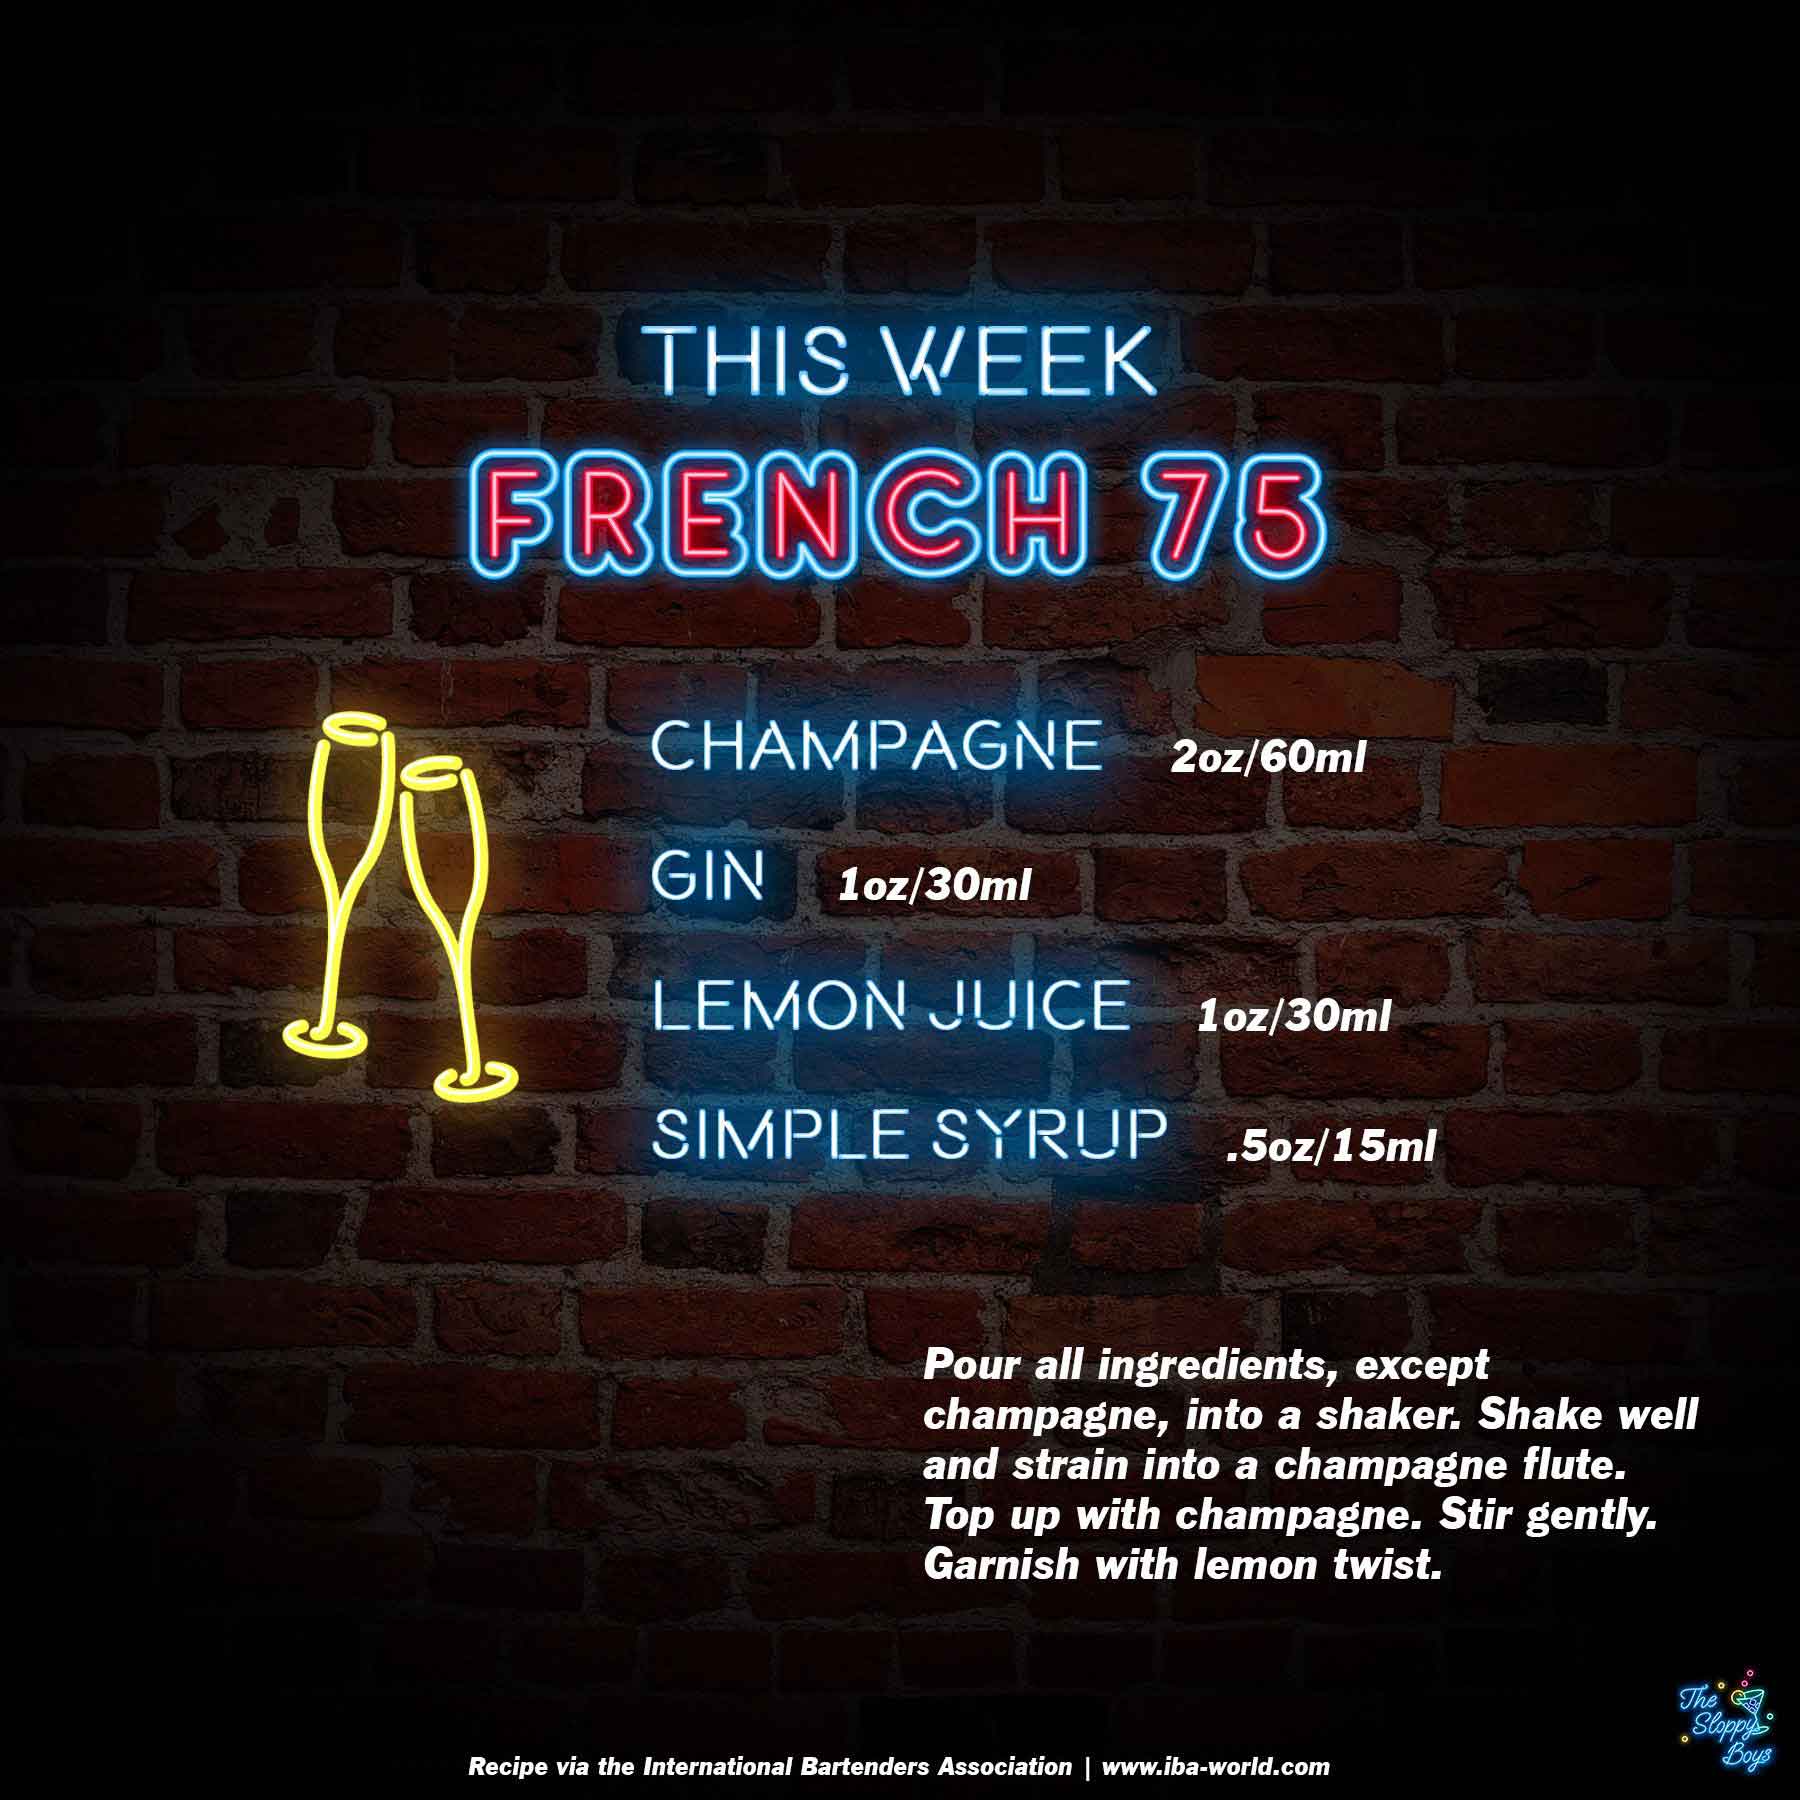 THIS WEEK
FRENCH 75
CHAMPAGNE 2oz/60ml
GIN 1oz/30ml
LEMON JUICE 1oz/30ml
SIMPLE SYRUP .5oz/15ml
Pour all ingredients, except
champagne, into a shaker. Shake well
and strain into a champagne flute.
Top up with champagne. Stir gently.
Garnish with lemon twist.
The
Sloppy
Boys
Recipe via the International Bartenders Association | www.iba-world.com